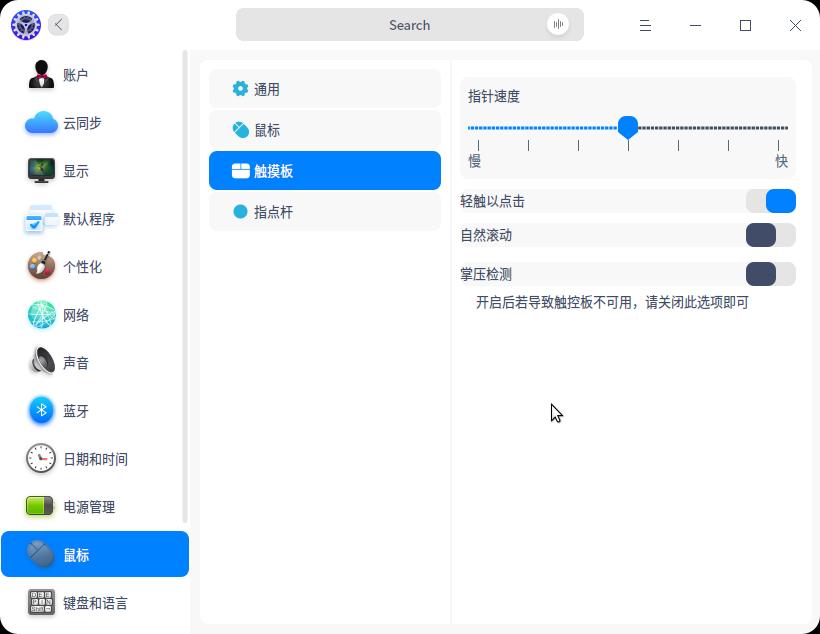 Search
账户
云同步
显示
默认程序
个性化
网络
声音
蓝牙
日期和时间
电源管理
鼠标
键盘和语言
通用
鼠标
触摸板
指点杆
指针速度
慢 快
轻触以点击
自然滚动
掌压检测
开启后若导致触控板不可用，请关闭此选项即可